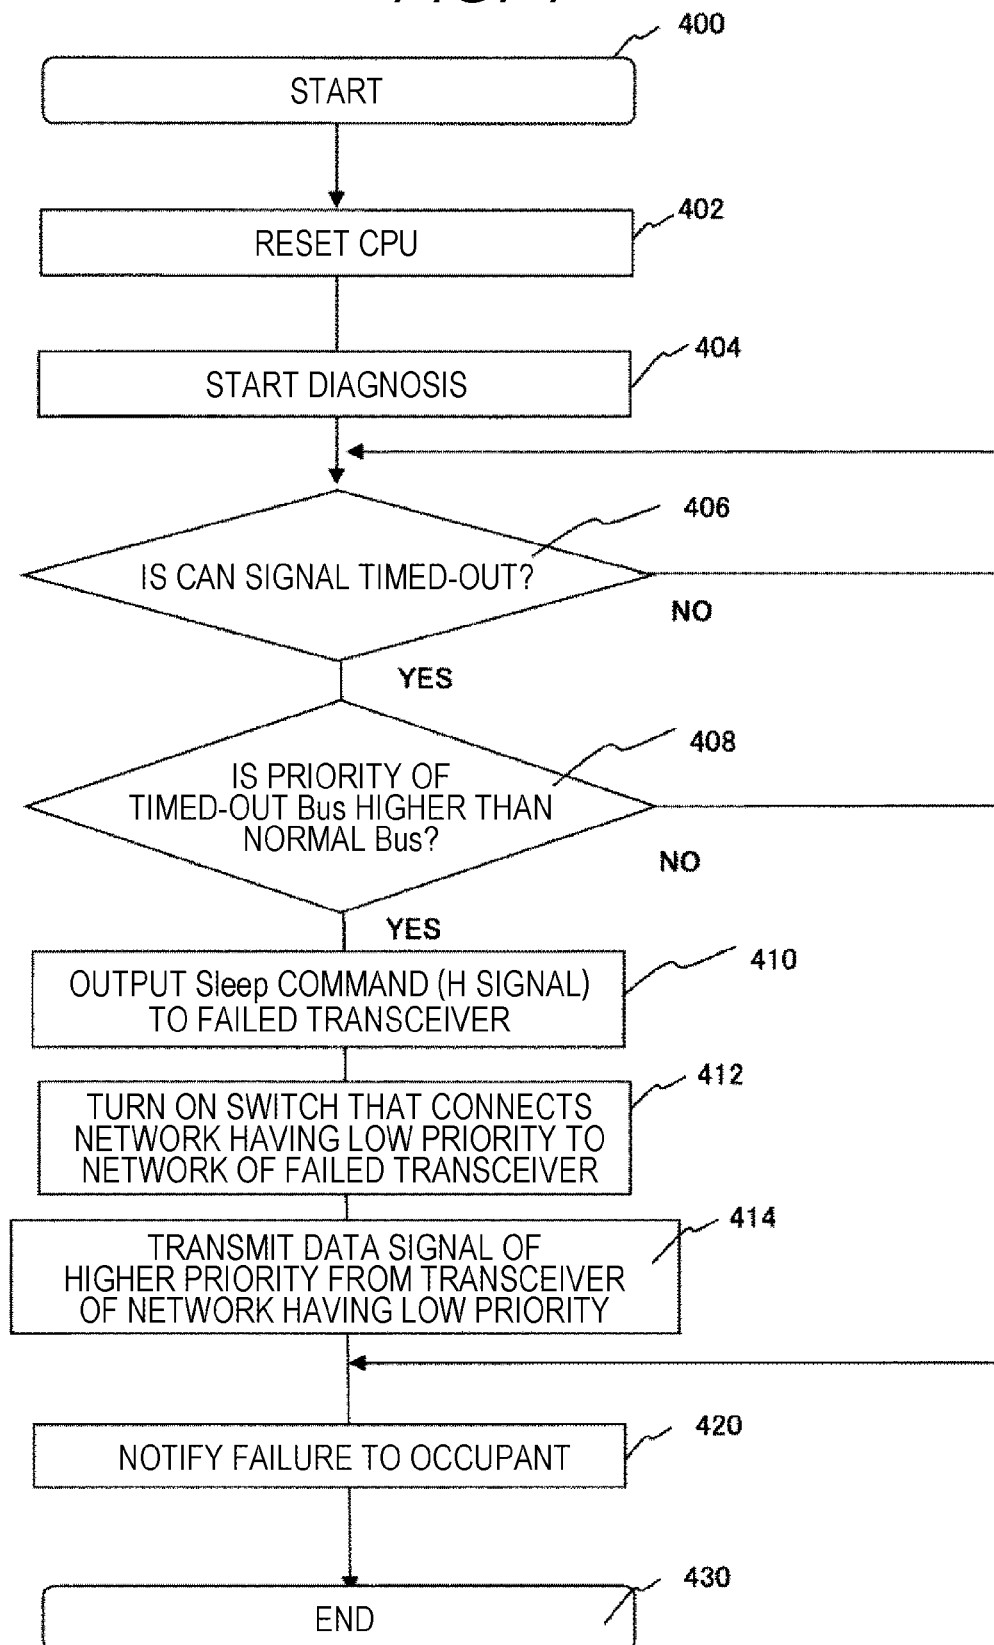 400
START
402
RESET CPU
404
START DIAGNOSIS
406
IS CAN SIGNAL TIMED-OUT?
NO
YES
408
IS PRIORITY OF
TIMED-OUT Bus HIGHER THAN
NORMAL Bus?
NO
YES
410
OUTPUT Sleep COMMAND (H SIGNAL)
TO FAILED TRANSCEIVER
412
TURN ON SWITCH THAT CONNECTS
NETWORK HAVING LOW PRIORITY TO
NETWORK OF FAILED TRANSCEIVER
414
TRANSMIT DATA SIGNAL OF
HIGHER PRIORITY FROM TRANSCEIVER
OF NETWORK HAVING LOW PRIORITY
420
NOTIFY FAILURE TO OCCUPANT
430
END